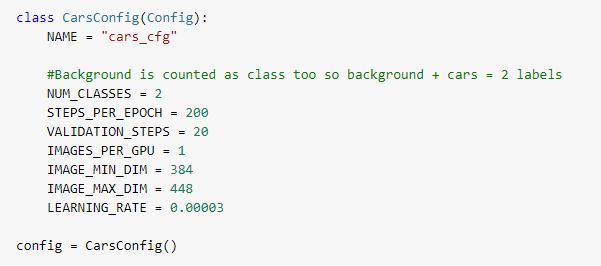 class CarsConfig(Config):
    NAME = "cars_cfg"

    #Background is counted as class too so background + cars = 2 labels
    NUM_CLASSES = 2
    STEPS_PER_EPOCH = 200
    VALIDATION_STEPS = 20
    IMAGES_PER_GPU = 1
    IMAGE_MIN_DIM = 384
    IMAGE_MAX_DIM = 448
    LEARNING_RATE = 0.00003

config = CarsConfig()